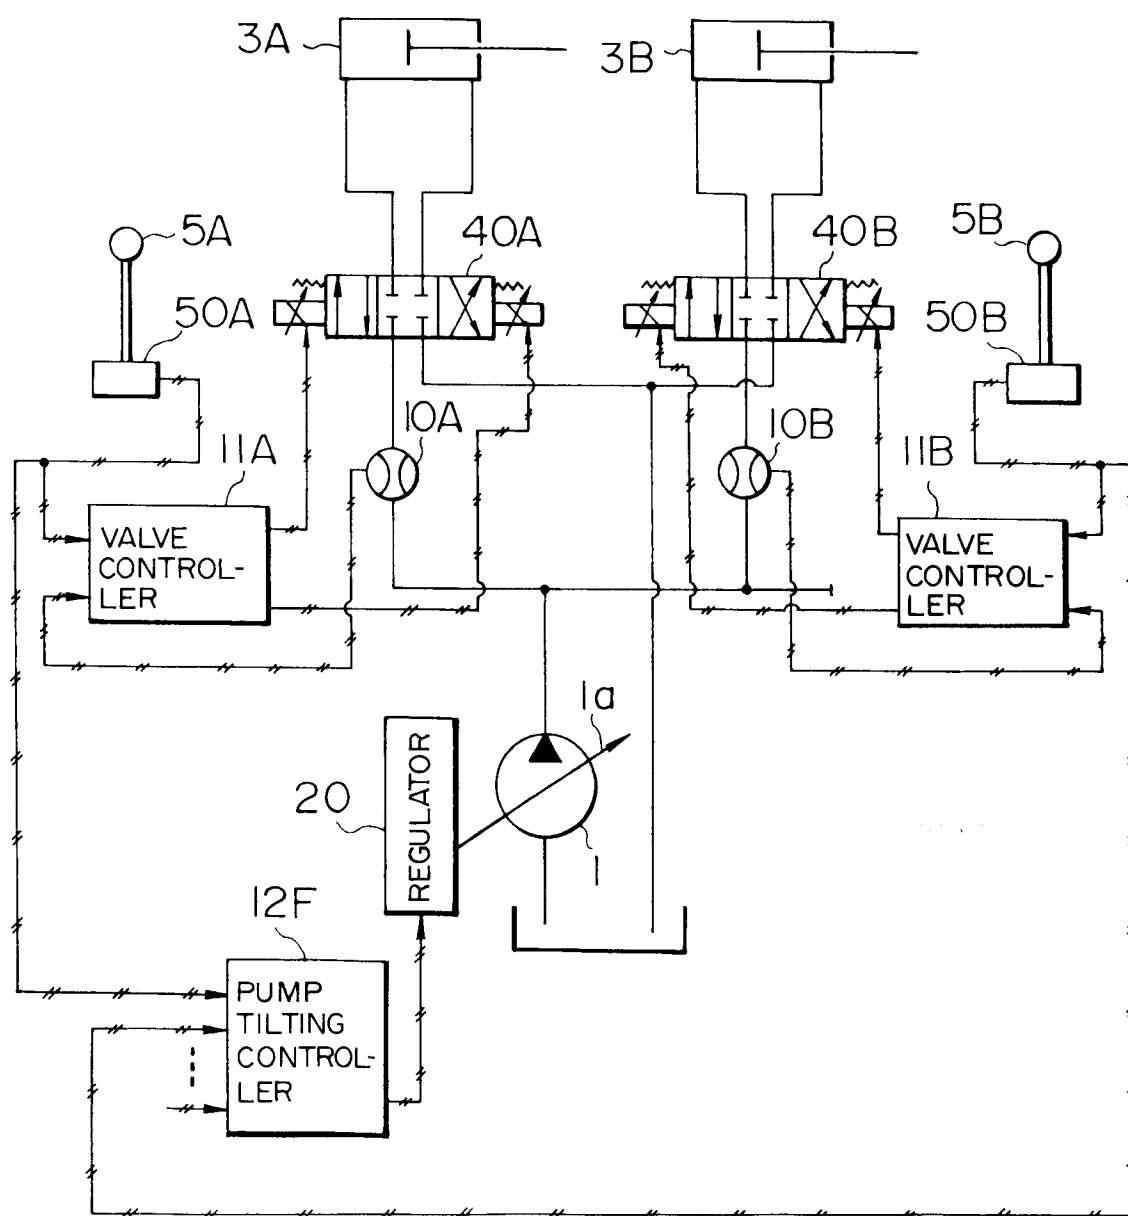 3A
3B
5A
40A
40B
5B
50A
50B
10A
10B
11A
11B
VALVE
CONTROL-
LER
VALVE
CONTROL-
LER
1a
20
REGULATOR
1
12F
PUMP
TILTING
CONTROL-
LER